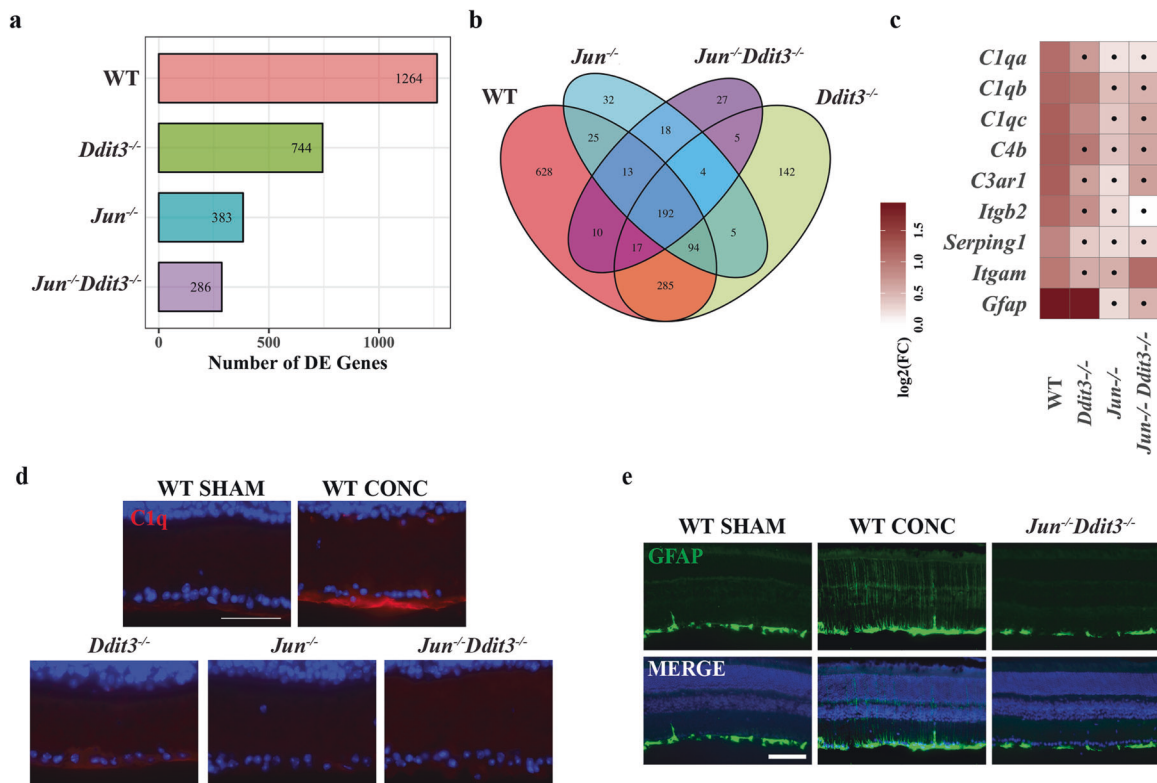 a
WT
1264
Ddit3-/-
744
Jun-/-
383
Jun-/-Ddit3-/-
286
0
500
1000
Number of DE Genes
b
WT
Jun-/-
Jun-/-Ddit3-/-
Ddit3-/-
32
27
25
18
5
628
13
4
142
192
10
17
94
5
285
c
C1qa
C1qb
C1qc
C4b
C3ar1
Itgb2
Serping1
Itgam
Gfap
log2(FC)
0.0
0.5
1.0
1.5
WT
Ddit3-/-
Jun-/-
Jun-/- Ddit3-/-
d
WT SHAM
WT CONC
C1q
Ddit3-/-
Jun-/-
Jun-/-Ddit3-/-
e
WT SHAM
WT CONC
Jun-/-Ddit3-/-
GFAP
MERGE